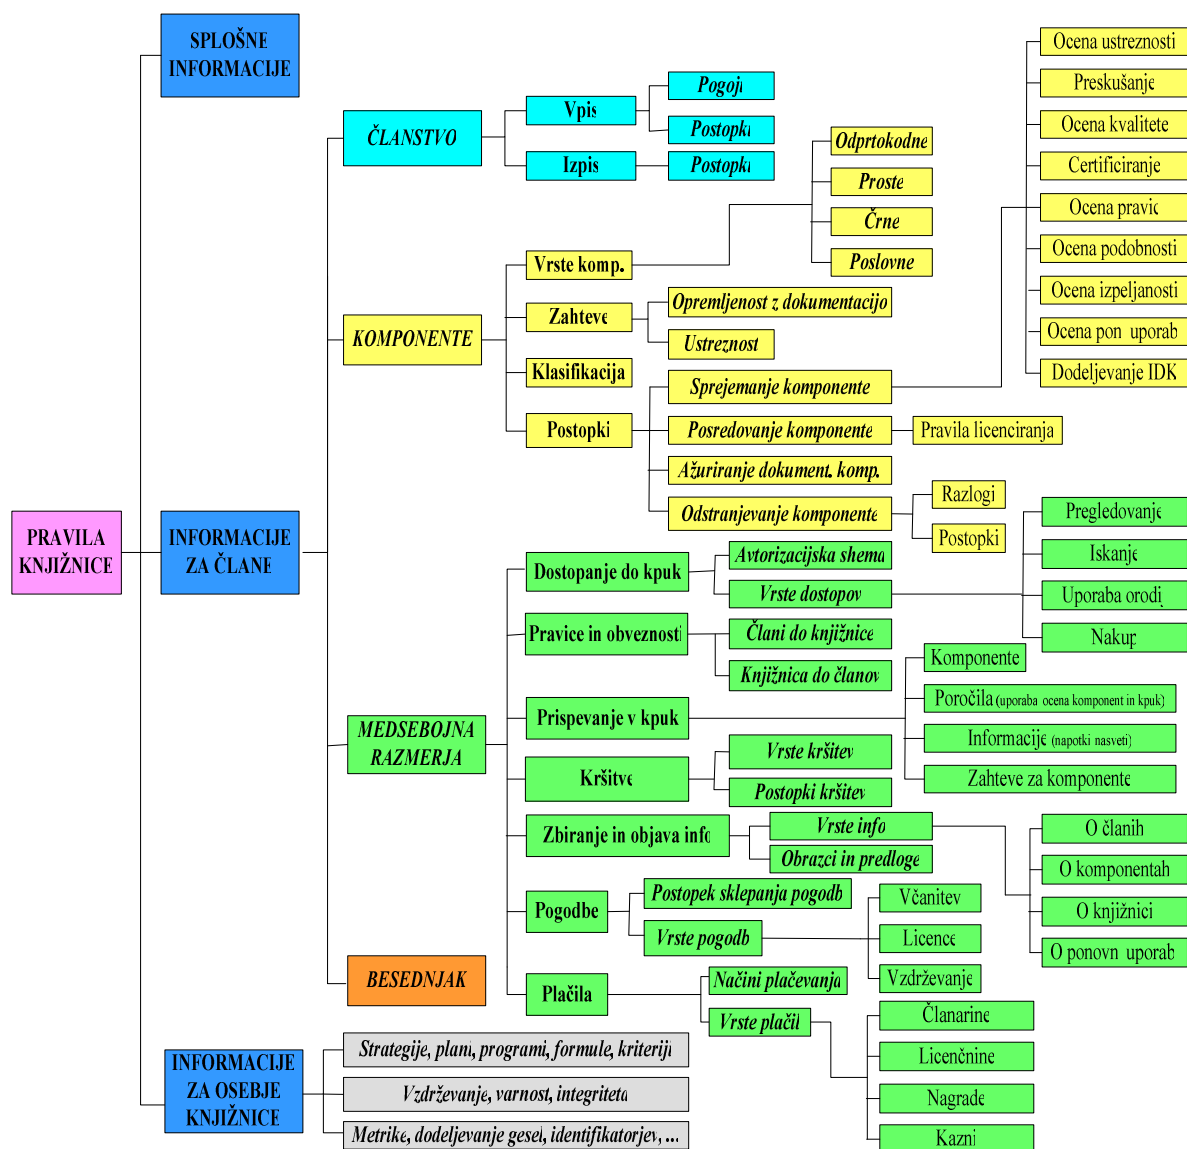 PRAVILA
KNJIŽNICE
SPLOŠNE
INFORMACIJE
INFORMACIJE
ZA ČLANE
ČLANSTVO
Vpis
Pogoji
Postopki
Izpis
Postopki
KOMPONENTE
Vrste komp.
Odprtokodne
Proste
Črne
Poslovne
Zahteve
Opremljenost z dokumentacijo
Ustreznost
Klasifikacija
Postopki
Sprejemanje komponente
Ocena ustreznosti
Preskušanje
Ocena kvalitete
Certificiranje
Ocena pravic
Ocena podobnosti
Ocena izpeljanosti
Ocena pon. uporab
Dodeljevanje IDK
Posredovanje komponente
Pravila licenciranja
Ažuriranje dokument. komp.
Odstranjevanje komponente
Razlogi
Postopki
MEDSEBOJNA
RAZMERJA
Dostopanje do kpuk
Avtorizacijska shema
Vrste dostopov
Pregledovanje
Iskanje
Uporaba orodij
Nakup
Pravice in obveznosti
Člani do knjižnice
Knjižnica do članov
Prispevanje v kpuk
Komponente
Poročila (uporaba ocena komponent in kpuk)
Informacije (napotki nasveti)
Zahteve za komponente
Kršitve
Vrste kršitev
Postopki kršitev
Zbiranje in objava info
Vrste info
O članih
O komponentah
O knjižnici
O ponovn uporab
Obrazci in predloge
Pogodbe
Postopek sklepanja pogodb
Vrste pogodb
Včanitev
Licence
Vzdrževanje
Plačila
Načini plačevanja
Vrste plačil
Članarine
Licenčnine
Nagrade
Kazni
BESEDNJAK
INFORMACIJE
ZA OSEBJE
KNJIŽNICE
Strategije, plani, programi, formule, kriteriji
Vzdrževanje, varnost, integriteta
Metrike, dodeljevanje gesel, identifikatorjev, ...